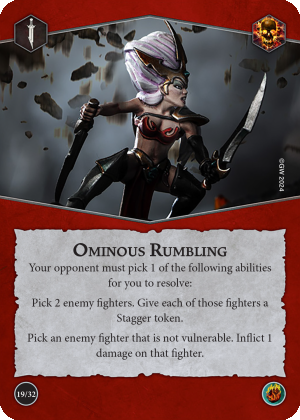 ©GW 2024
Ominous Rumbling
Your opponent must pick 1 of the following abilities
for you to resolve:
Pick 2 enemy fighters. Give each of those fighters a
Stagger token.
Pick an enemy fighter that is not vulnerable. Inflict 1
damage on that fighter.
19/32